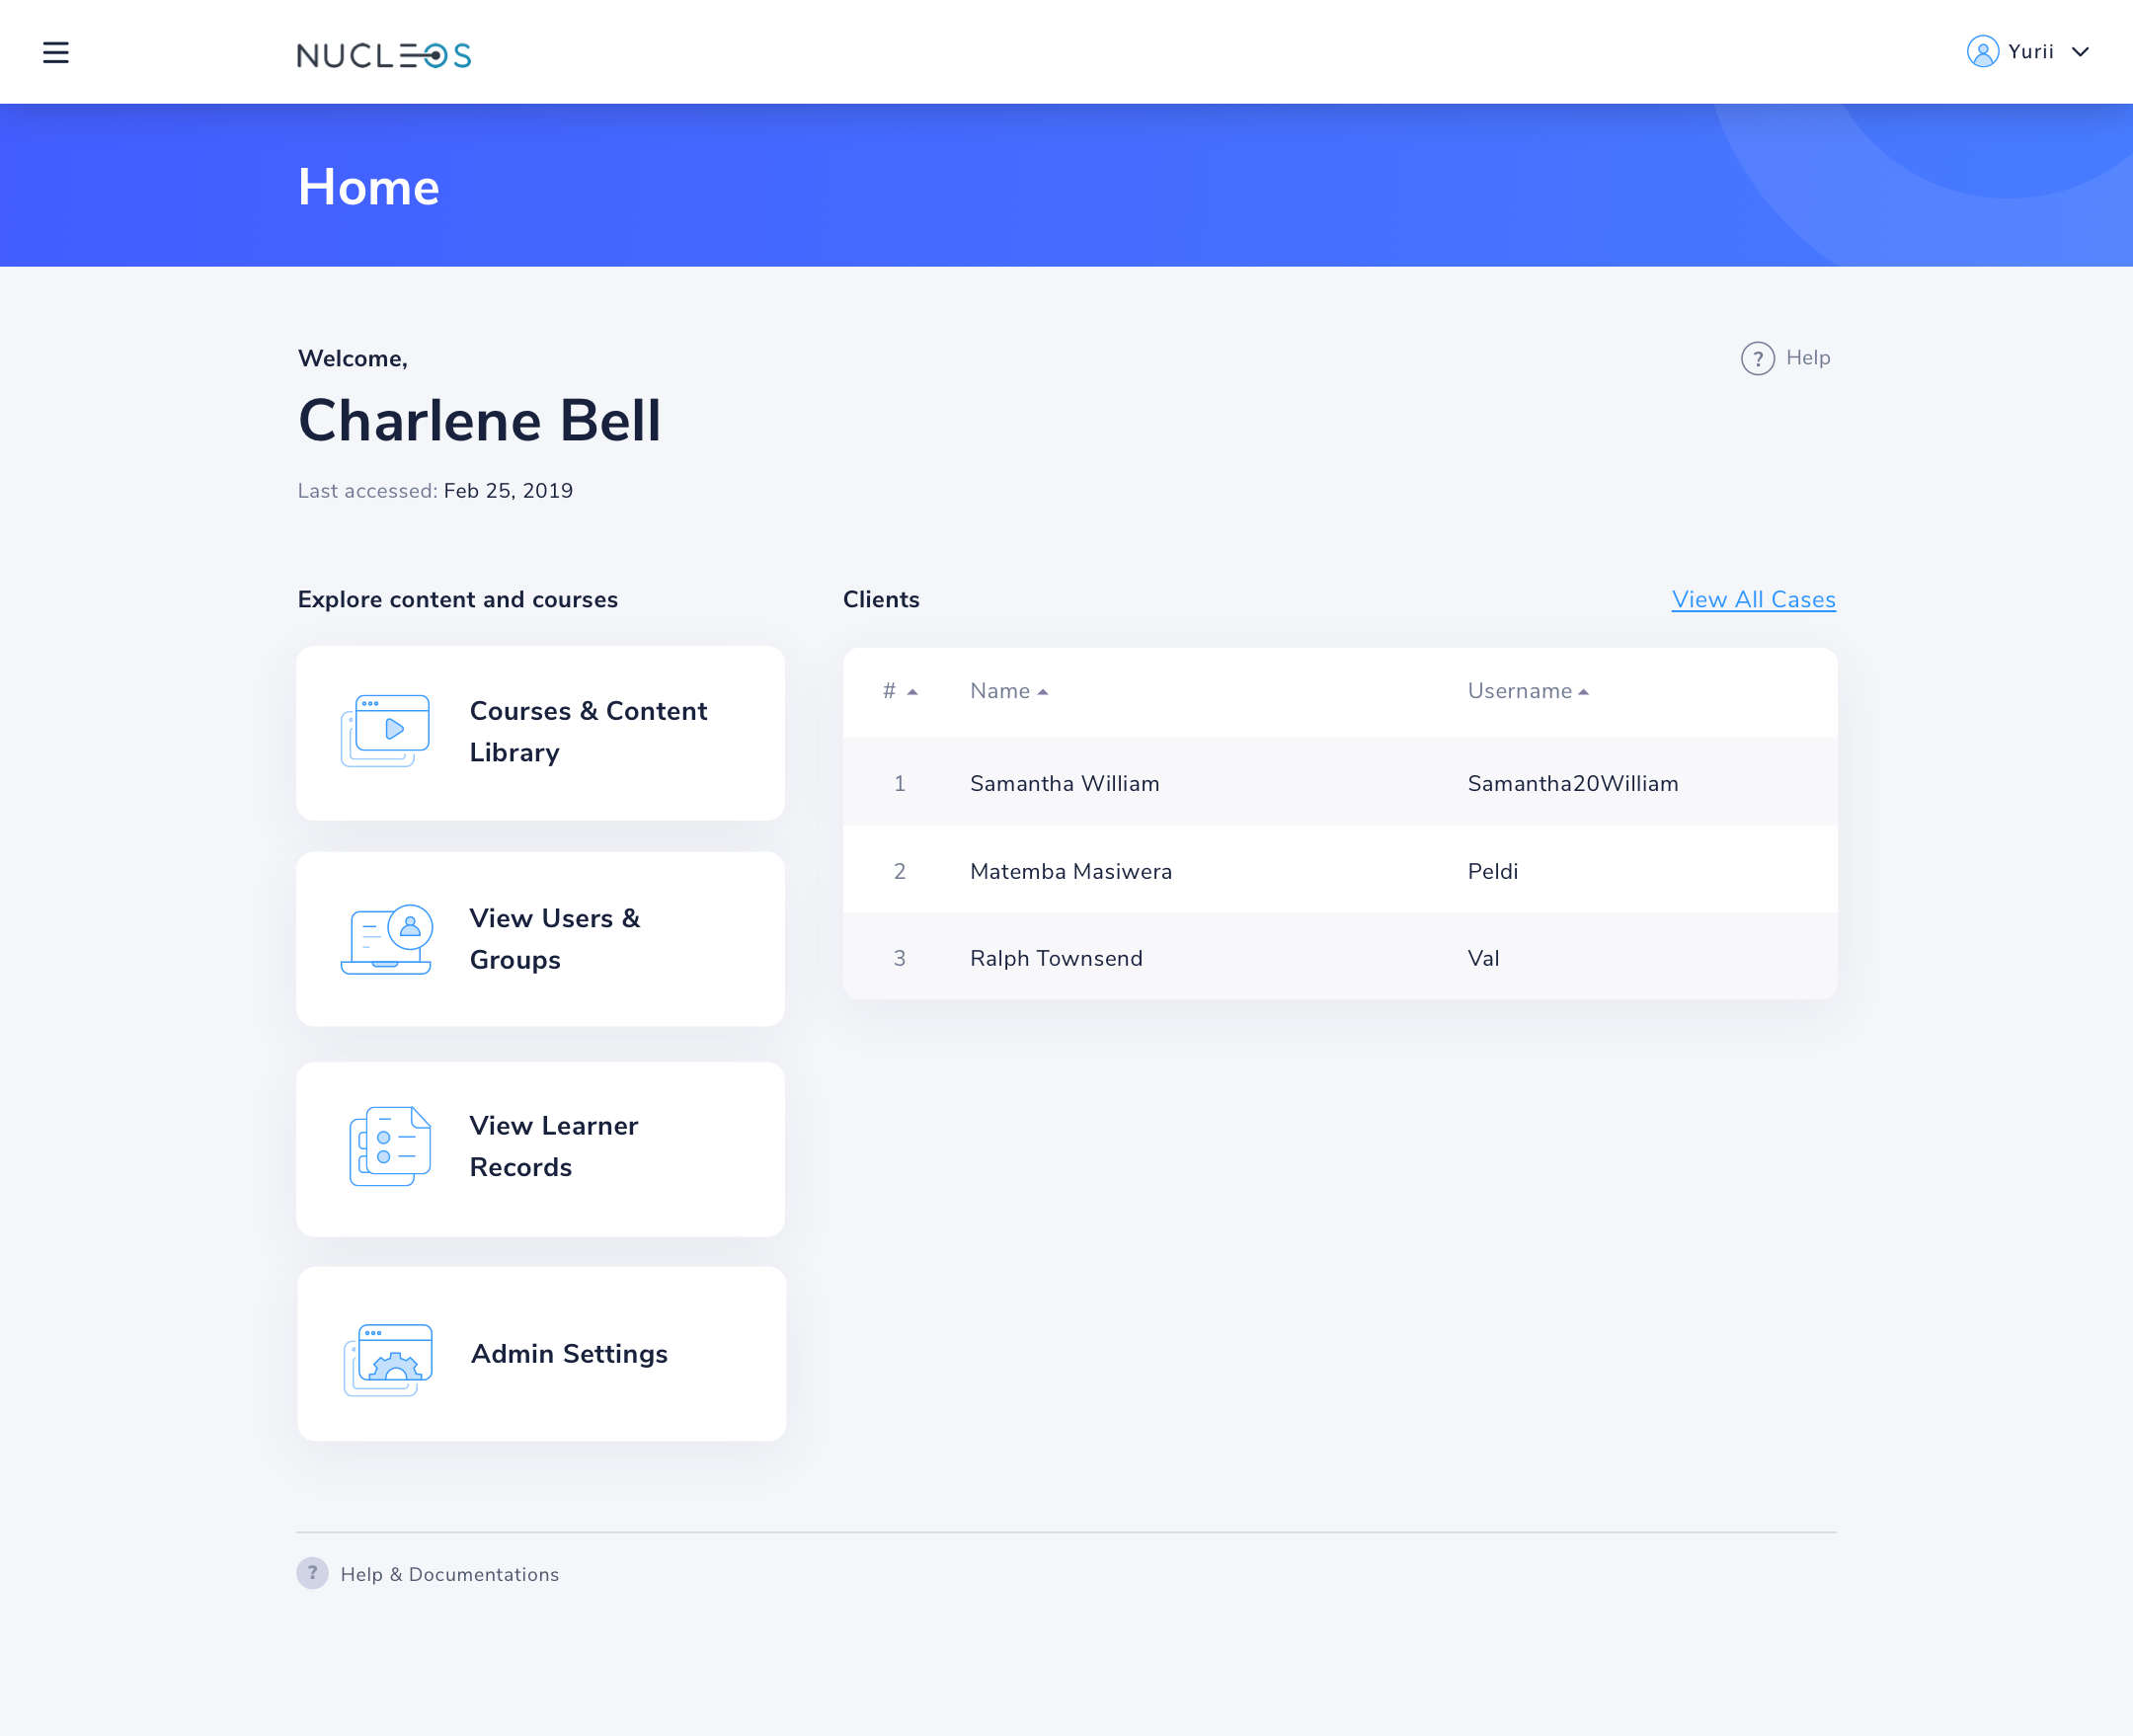 NUCLEOS
Yurii
Home
Welcome,
? Help
Charlene Bell
Last accessed: Feb 25, 2019
Explore content and courses
Courses & Content
Library
View Users &
Groups
View Learner
Records
Admin Settings
Clients
View All Cases
# Name Username
1 Samantha William Samantha20William
2 Matemba Masiwera Peldi
3 Ralph Townsend Val
? Help & Documentations